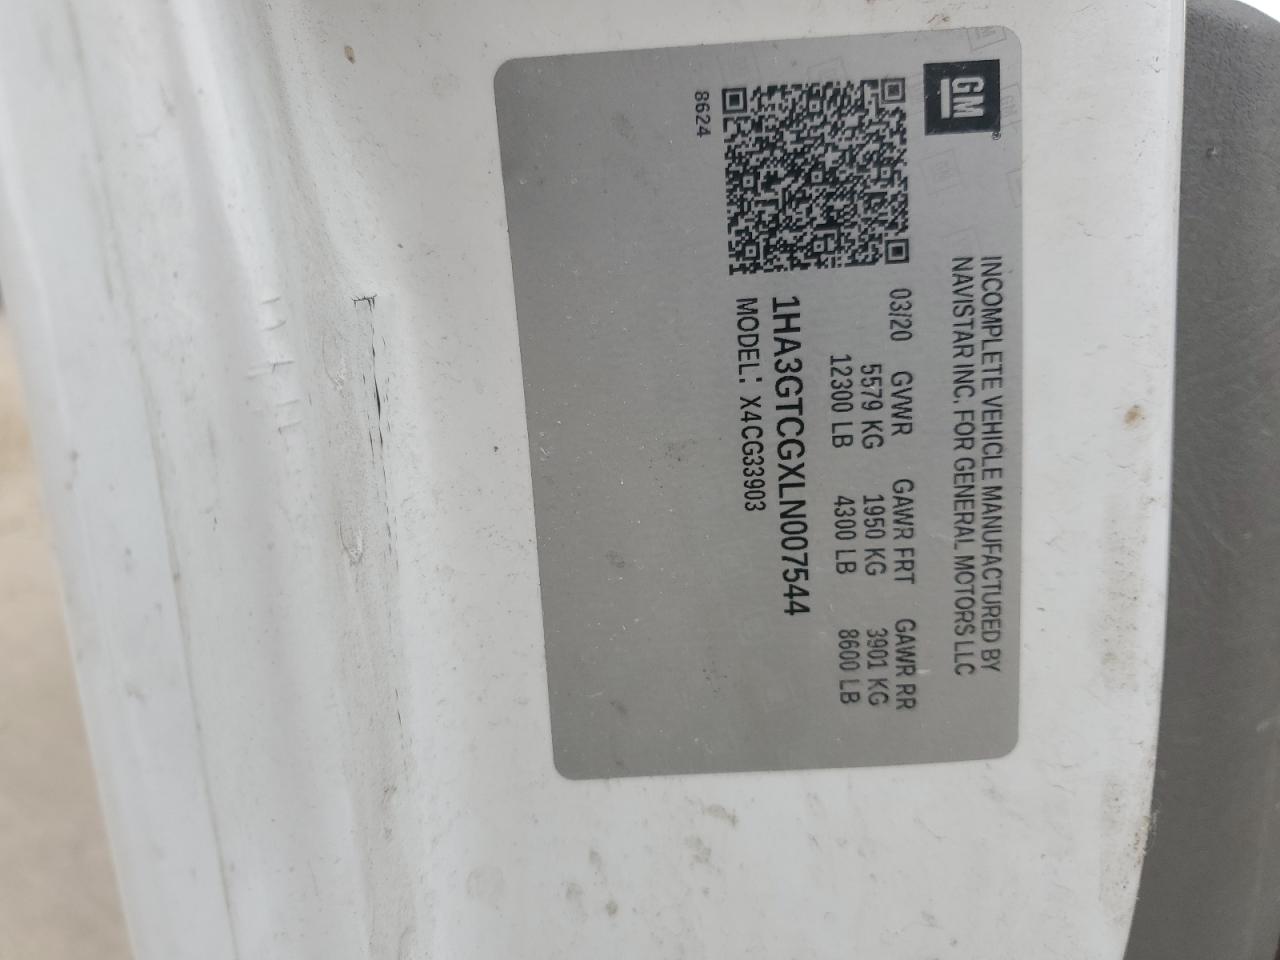 GM
INCOMPLETE VEHICLE MANUFACTURED BY
NAVISTAR INC. FOR GENERAL MOTORS LLC
03/20 GVWR GAWR FRT GAWR RR
5579 KG 1950 KG 3901 KG
12300 LB 4300 LB 8600 LB
1HA3GTCGXLN007544
MODEL: X4CG33903
8624